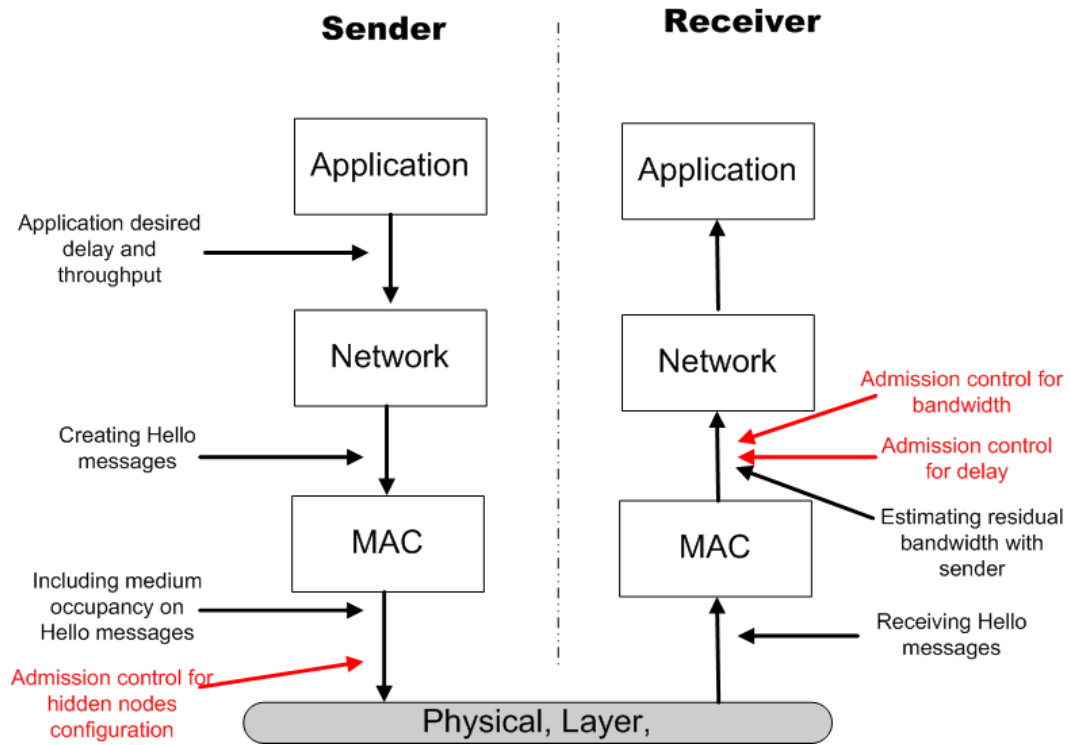 Sender
Receiver
Application
Application
Application desired
delay and
throughput
Network
Network
Admission control for
bandwidth
Creating Hello
messages
Admission control
for delay
MAC
MAC
Estimating residual
bandwidth with
sender
Including medium
occupancy on
Hello messages
Receiving Hello
messages
Admission control for
hidden nodes
configuration
Physical, Layer,